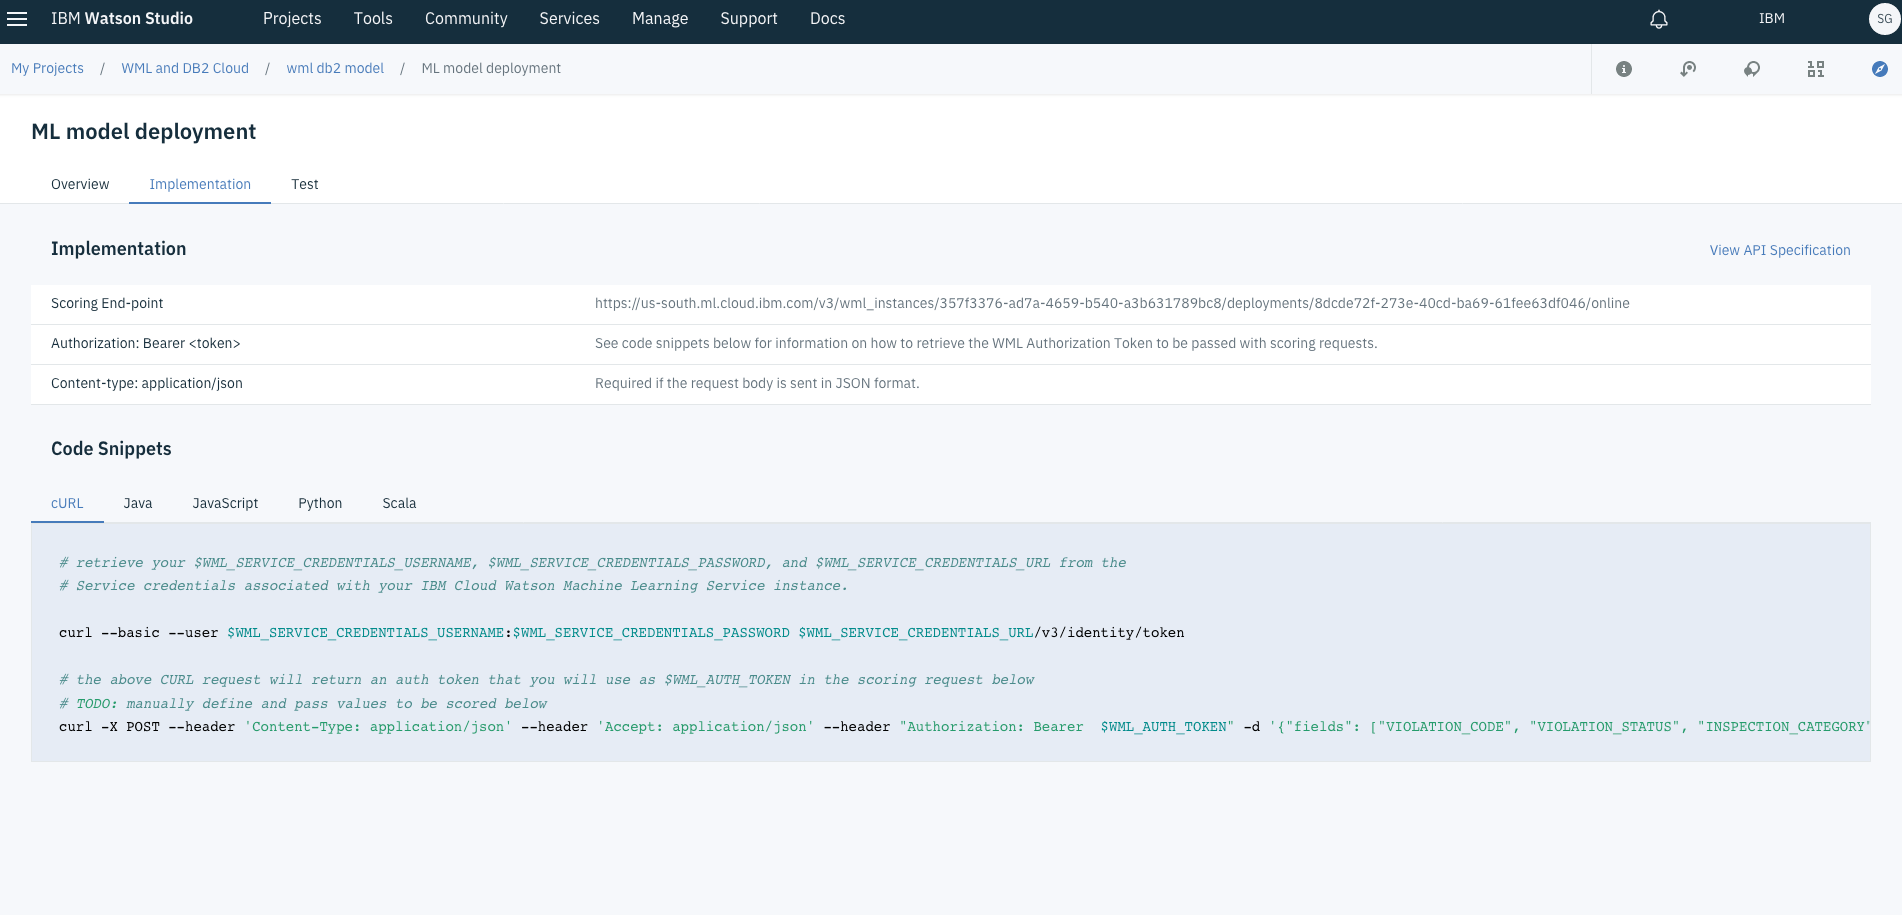 IBM Watson Studio Projects Tools Community Services Manage Support Docs IBM SG
My Projects / WML and DB2 Cloud / wml db2 model / ML model deployment
ML model deployment
Overview Implementation Test
Implementation View API Specification
Scoring End-point https://us-south.ml.cloud.ibm.com/v3/wml_instances/357f3376-ad7a-4659-b540-a3b631789bc8/deployments/8dcde72f-273e-40cd-ba69-61fee63df046/online
Authorization: Bearer <token> See code snippets below for information on how to retrieve the WML Authorization Token to be passed with scoring requests.
Content-type: application/json Required if the request body is sent in JSON format.
Code Snippets
cURL Java JavaScript Python Scala
# retrieve your $WML_SERVICE_CREDENTIALS_USERNAME, $WML_SERVICE_CREDENTIALS_PASSWORD, and $WML_SERVICE_CREDENTIALS_URL from the
# Service credentials associated with your IBM Cloud Watson Machine Learning Service instance.
curl --basic --user $WML_SERVICE_CREDENTIALS_USERNAME:$WML_SERVICE_CREDENTIALS_PASSWORD $WML_SERVICE_CREDENTIALS_URL/v3/identity/token
# the above CURL request will return an auth token that you will use as $WML_AUTH_TOKEN in the scoring request below
# TODO: manually define and pass values to be scored below
curl -X POST --header 'Content-Type: application/json' --header 'Accept: application/json' --header "Authorization: Bearer  $WML_AUTH_TOKEN" -d '{"fields": ["VIOLATION_CODE", "VIOLATION_STATUS", "INSPECTION_CATEGORY"